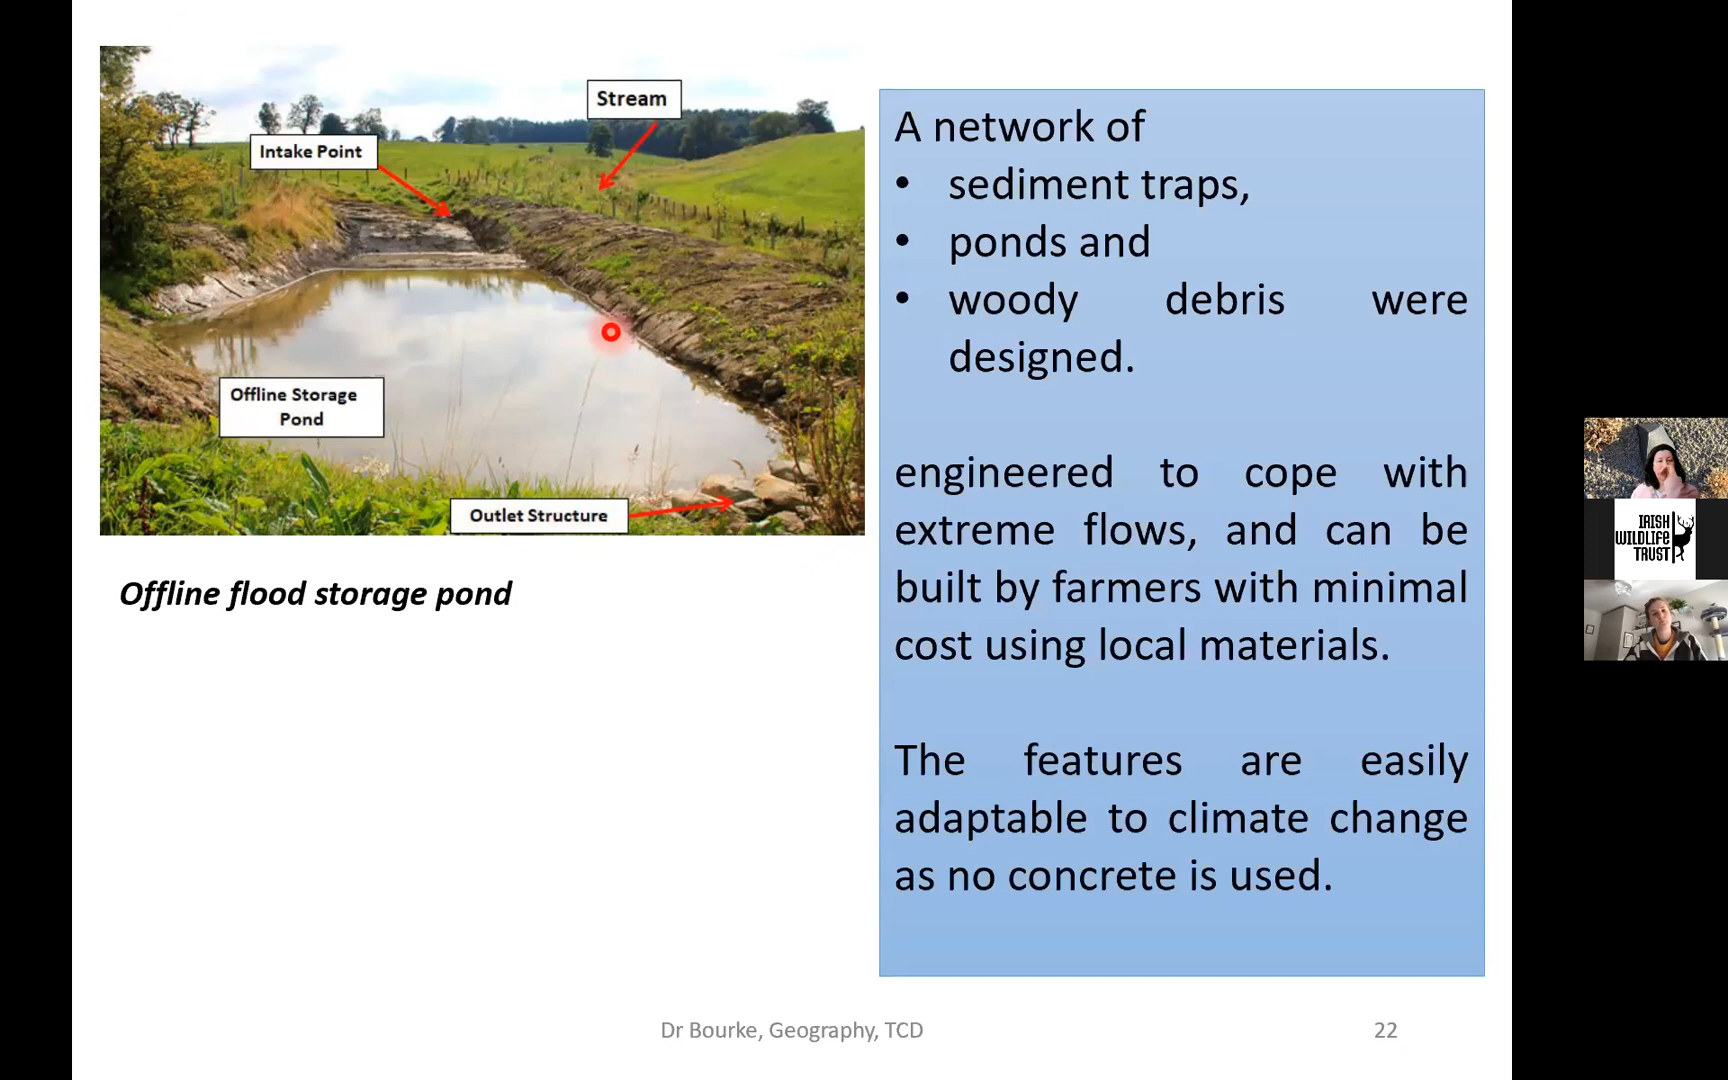 Stream
Intake Point
Offline Storage
Pond
Outlet Structure
Offline flood storage pond
A network of
• sediment traps,
• ponds and
• woody debris were
designed.
engineered to cope with
extreme flows, and can be
built by farmers with minimal
cost using local materials.
The features are easily
adaptable to climate change
as no concrete is used.
IRISH
WILDLIFE
TRUST
Dr Bourke, Geography, TCD
22